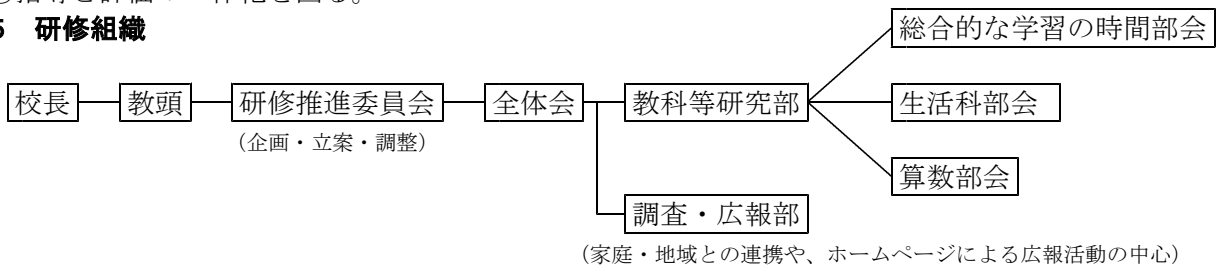 5 研修組織
総合的な学習の時間部会
校長 教頭 研修推進委員会 全体会 教科等研究部 生活科部会
(企画・立案・調整)
算数部会
調査・広報部
(家庭・地域との連携や、ホームページによる広報活動の中心)